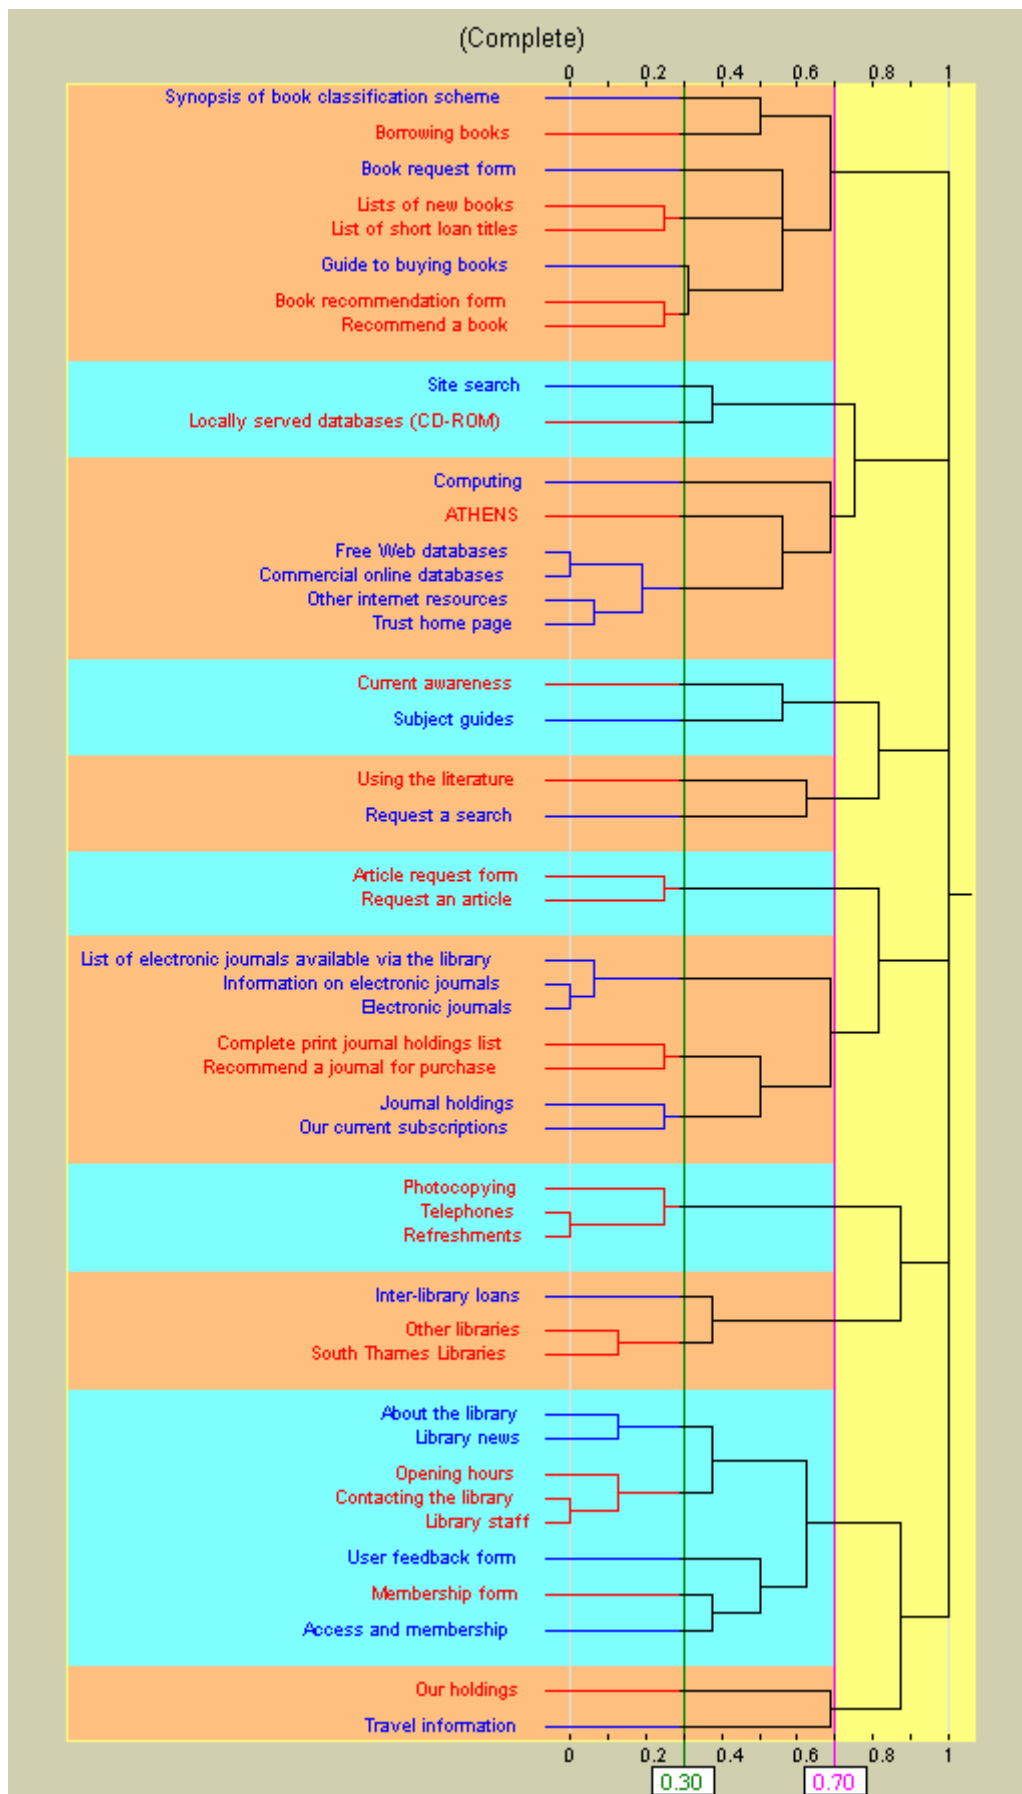 (Complete)
0 0.2 0.4 0.6 0.8 1
Synopsis of book classification scheme
Borrowing books
Book request form
Lists of new books
List of short loan titles
Guide to buying books
Book recommendation form
Recommend a book
Site search
Locally served databases (CD-ROM)
Computing
ATHENS
Free Web databases
Commercial online databases
Other internet resources
Trust home page
Current awareness
Subject guides
Using the literature
Request a search
Article request form
Request an article
List of electronic journals available via the library
Information on electronic journals
Electronic journals
Complete print journal holdings list
Recommend a journal for purchase
Journal holdings
Our current subscriptions
Photocopying
Telephones
Refreshments
Inter-library loans
Other libraries
South Thames Libraries
About the library
Library news
Opening hours
Contacting the library
Library staff
User feedback form
Membership form
Access and membership
Our holdings
Travel information
0 0.2 0.4 0.6 0.8 1
0.30 0.70